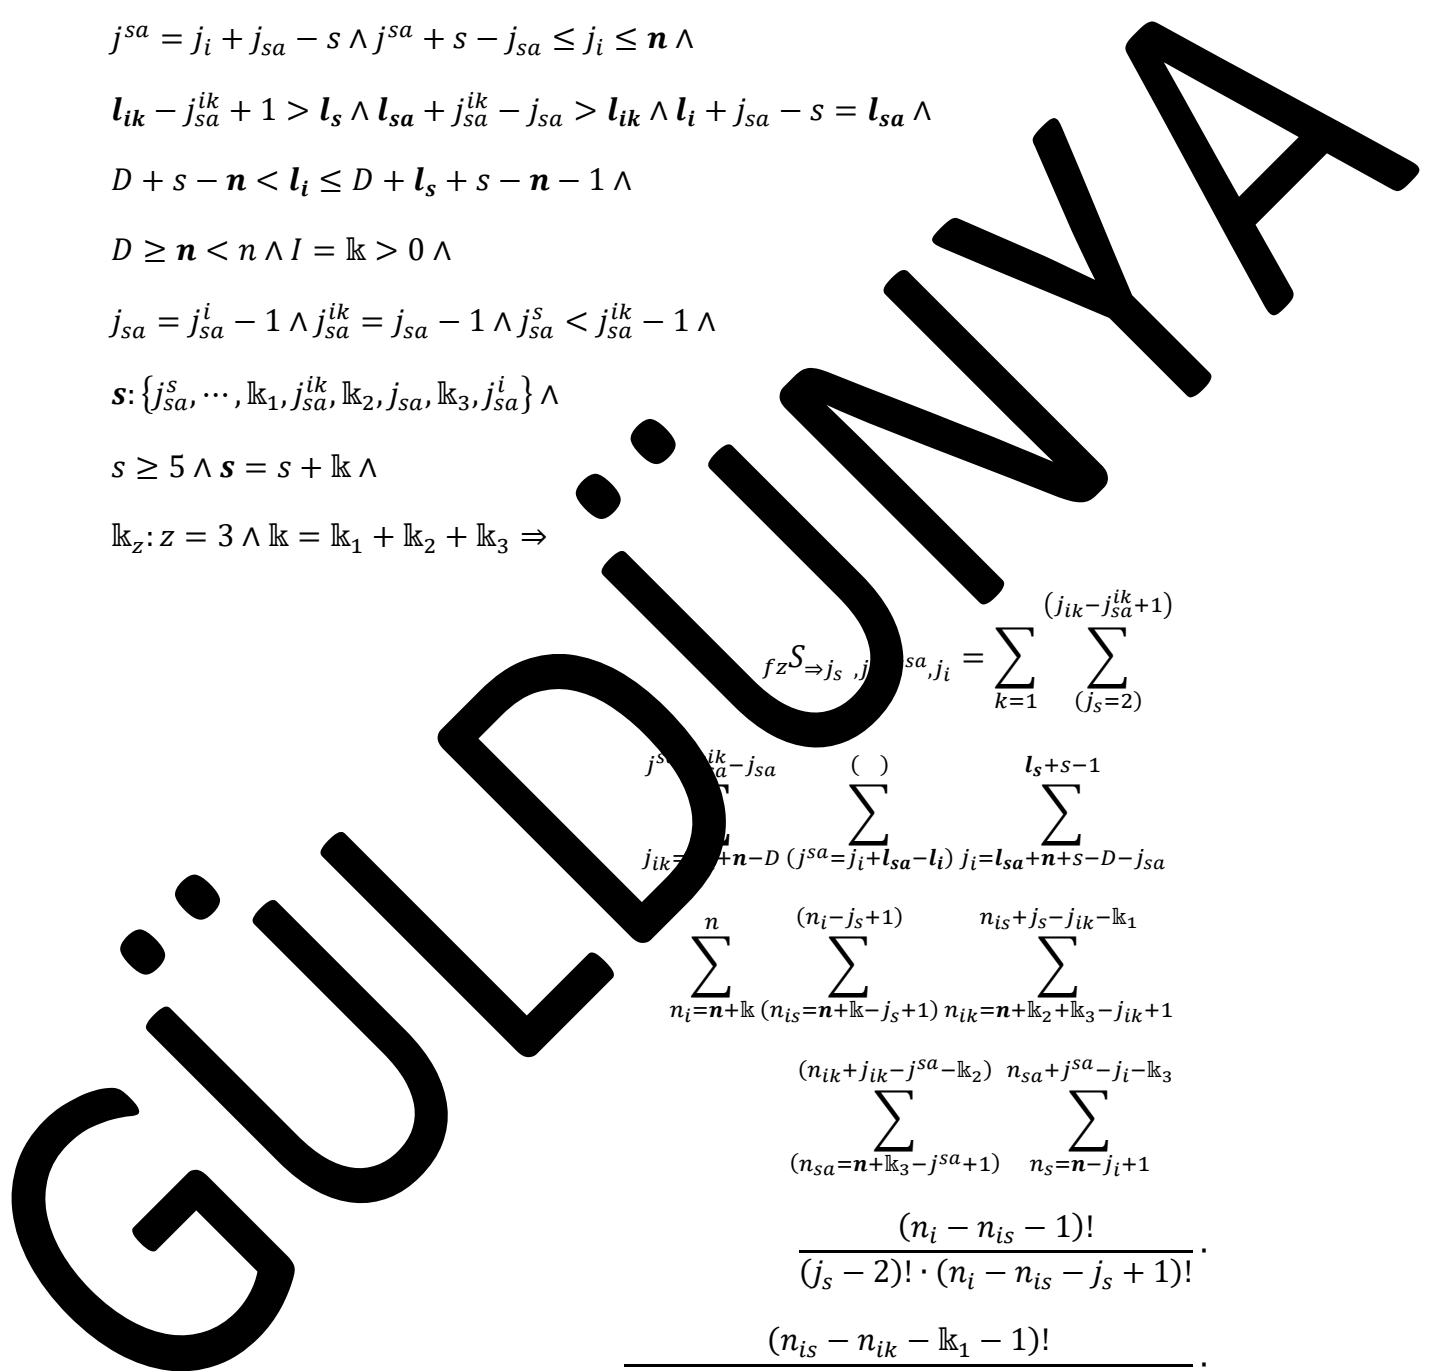 j^{sa} = j_i + j_{sa} − s ∧ j^{sa} + s − j_{sa} ≤ j_i ≤ 𝒏 ∧
𝒍_{𝒊𝒌} − j_{sa}^{ik} + 1 > 𝒍_𝒔 ∧ 𝒍_{𝒔𝒂} + j_{sa}^{ik} − j_{sa} > 𝒍_{𝒊𝒌} ∧ 𝒍_𝒊 + j_{sa} − s = 𝒍_{𝒔𝒂} ∧
D + s − 𝒏 < 𝒍_𝒊 ≤ D + 𝒍_𝒔 + s − 𝒏 − 1 ∧
D ≥ 𝒏 < n ∧ I = 𝕜 > 0 ∧
j_{sa} = j_{sa}^{i} − 1 ∧ j_{sa}^{ik} = j_{sa} − 1 ∧ j_{sa}^{s} < j_{sa}^{ik} − 1 ∧
𝒔: {j_{sa}^{s}, ⋯ , 𝕜_1, j_{sa}^{ik}, 𝕜_2, j_{sa}, 𝕜_3, j_{sa}^{i}} ∧
s ≥ 5 ∧ 𝒔 = s + 𝕜 ∧
𝕜_z: z = 3 ∧ 𝕜 = 𝕜_1 + 𝕜_2 + 𝕜_3 ⇒
(j_{ik}−j_{sa}^{ik}+1)
_{fz}S_{⇒j_s ,j sa,j_i} = ∑ ∑
k=1 (j_s=2)
j^{s ik}_{sa}−j_{sa} ( ) 𝒍_𝒔+s−1
∑ ∑ ∑
j_{ik}= +𝒏−D (j^{sa}=j_i+𝒍_{𝒔𝒂}−𝒍_𝒊) j_i=𝒍_{𝒔𝒂}+𝒏+s−D−j_{sa}
n (n_i−j_s+1) n_{is}+j_s−j_{ik}−𝕜_1
∑ ∑ ∑
n_i=𝒏+𝕜 (n_{is}=𝒏+𝕜−j_s+1) n_{ik}=𝒏+𝕜_2+𝕜_3−j_{ik}+1
(n_{ik}+j_{ik}−j^{sa}−𝕜_2) n_{sa}+j^{sa}−j_i−𝕜_3
∑ ∑
(n_{sa}=𝒏+𝕜_3−j^{sa}+1) n_s=𝒏−j_i+1
(n_i − n_{is} − 1)!
(j_s − 2)! · (n_i − n_{is} − j_s + 1)! ·
(n_{is} − n_{ik} − 𝕜_1 − 1)! ·
GÜLDÜNYA